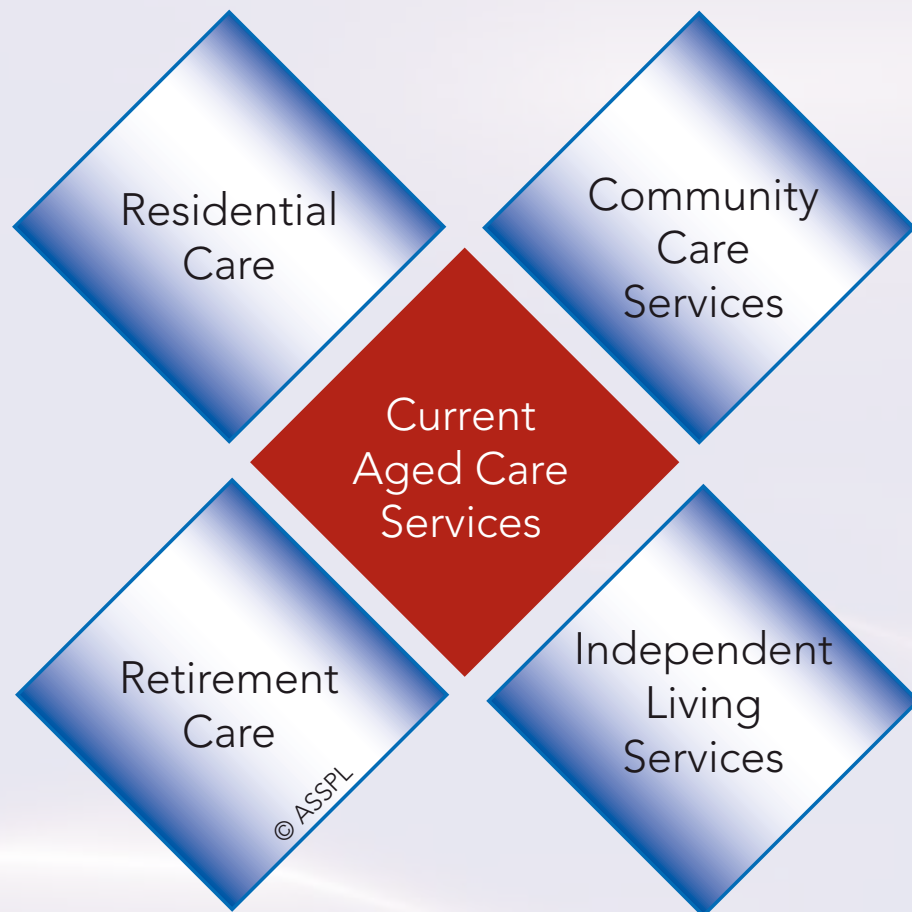 Residential
Care
Community
Care
Services
Current
Aged Care
Services
Retirement
Care
© ASSPL
Independent
Living
Services